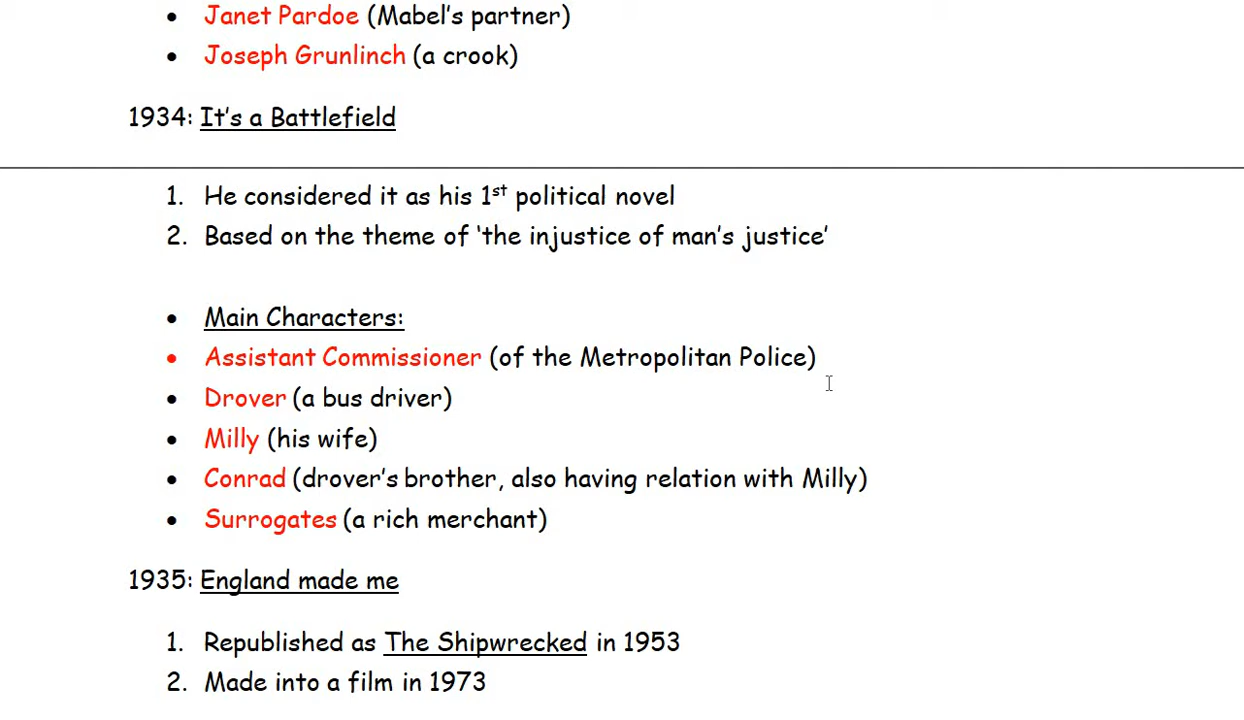 • Janet Pardoe (Mabel's partner)
• Joseph Grunlinch (a crook)
1934: It's a Battlefield
1. He considered it as his 1st political novel
2. Based on the theme of 'the injustice of man's justice'
• Main Characters:
• Assistant Commissioner (of the Metropolitan Police)
• Drover (a bus driver)
• Milly (his wife)
• Conrad (drover's brother, also having relation with Milly)
• Surrogates (a rich merchant)
1935: England made me
1. Republished as The Shipwrecked in 1953
2. Made into a film in 1973